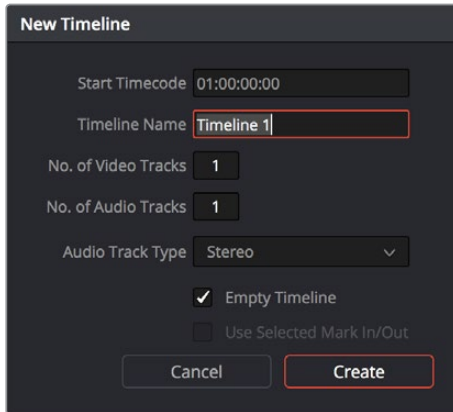 New Timeline
Start Timecode 01:00:00:00
Timeline Name Timeline 1
No. of Video Tracks 1
No. of Audio Tracks 1
Audio Track Type Stereo
Empty Timeline
Use Selected Mark In/Out
Cancel Create